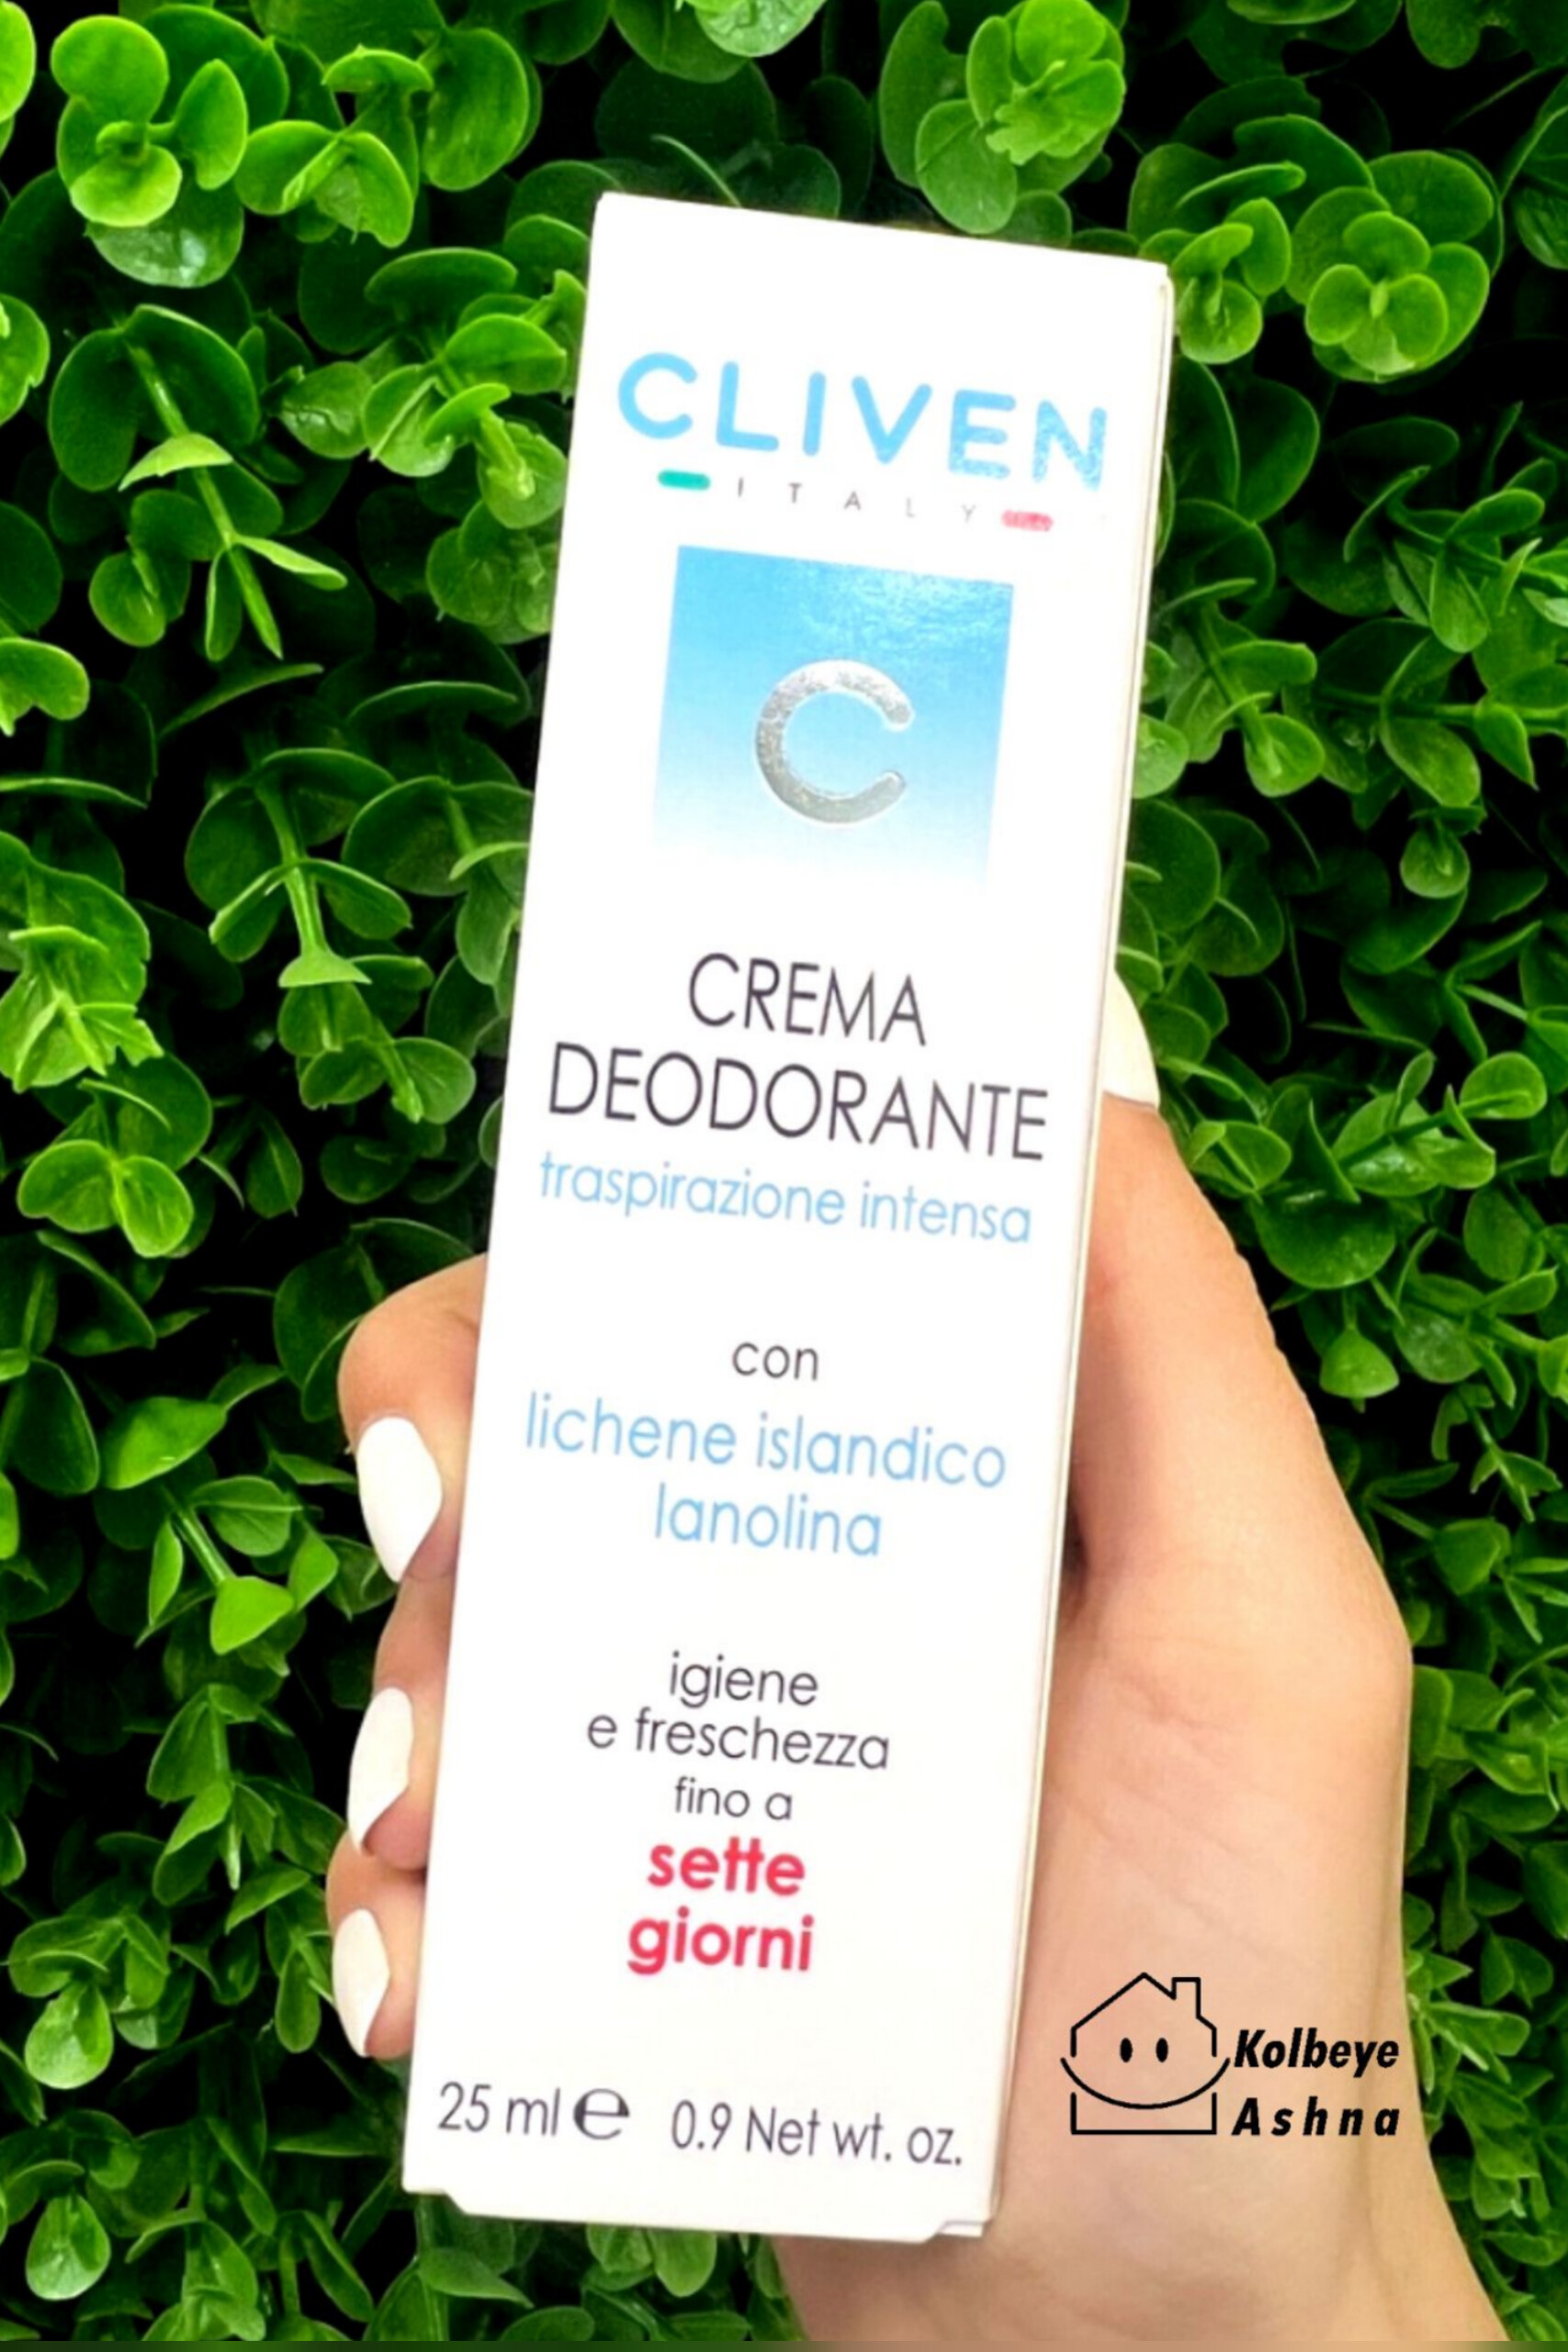 CLIVEN
ITALY
C
CREMA
DEODORANTE
traspirazione intensa
con
lichene islandico
lanolina
igiene
e freschezza
fino a
sette
giorni
25 ml ℮ 0.9 Net wt. oz.
Kolbeye
Ashna